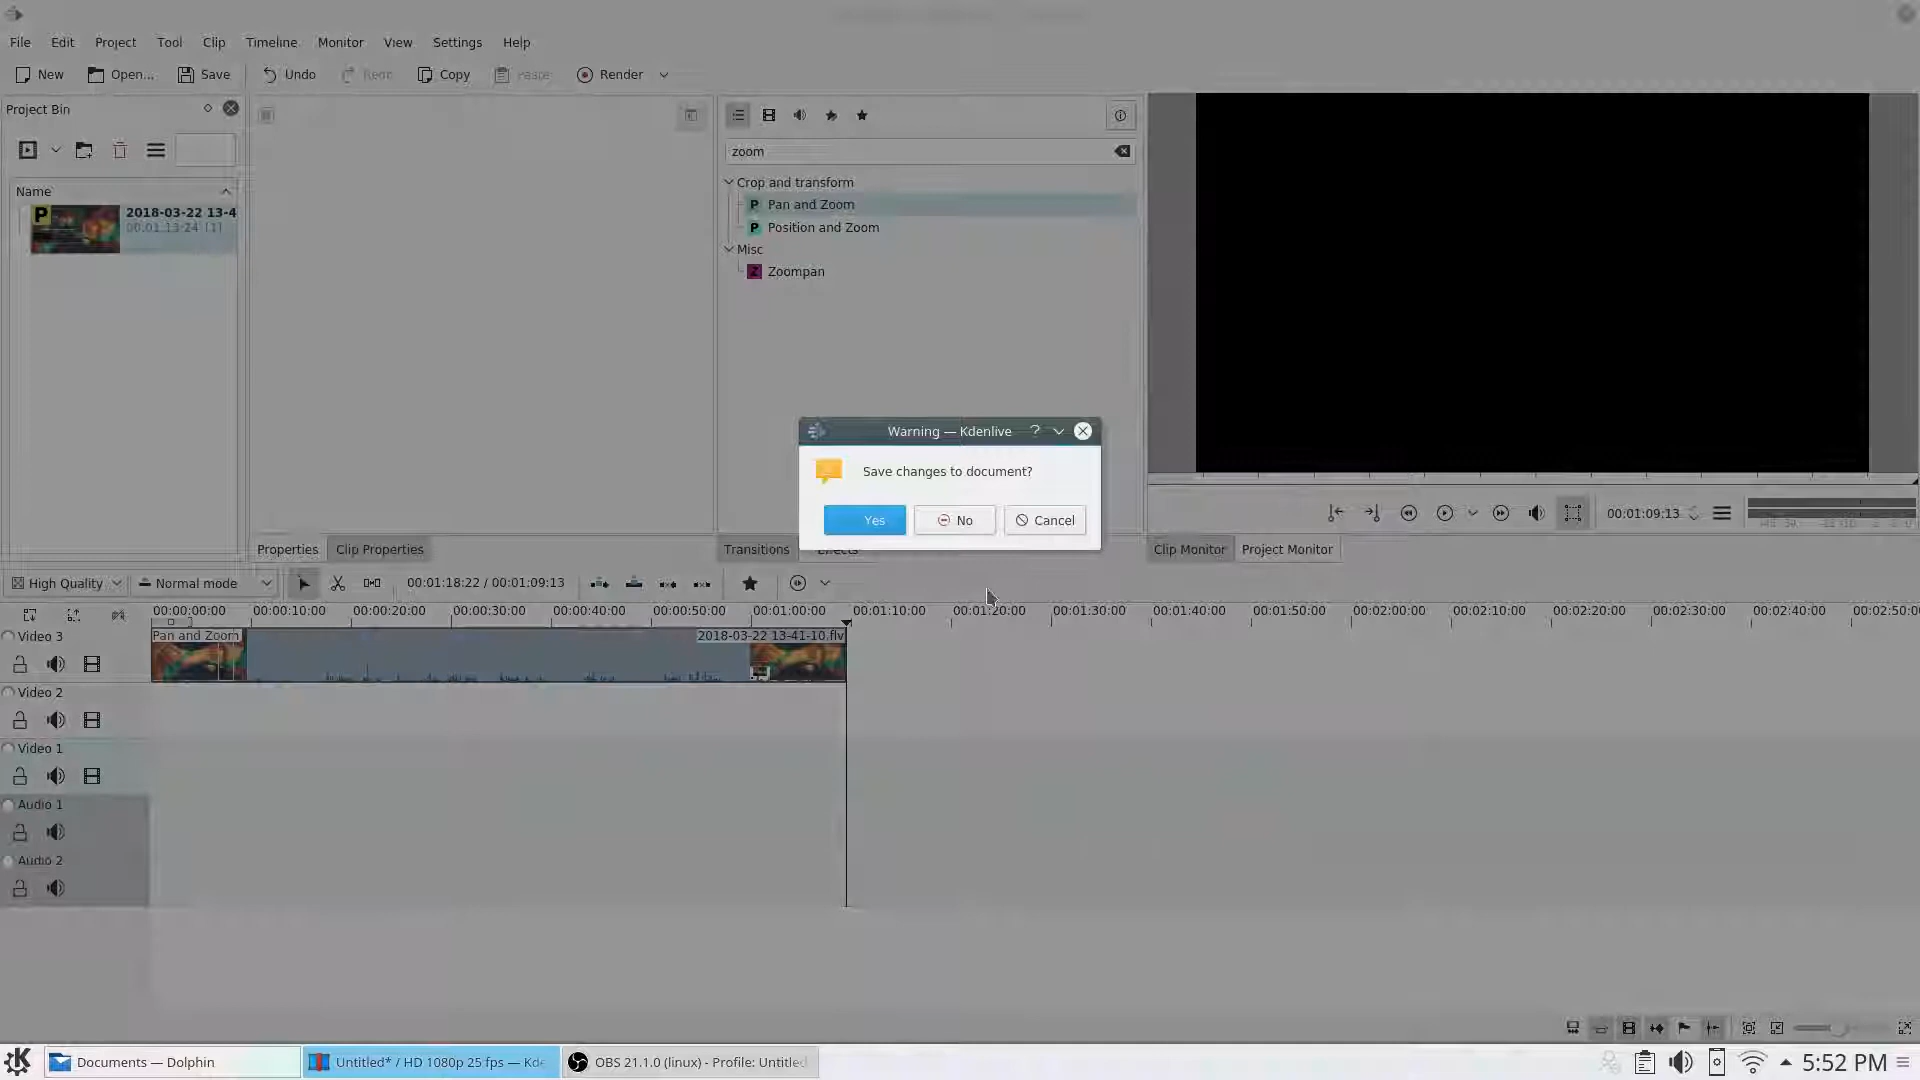 File Edit Project Tool Clip Timeline Monitor View Settings Help
New Open... Save Undo Redo Copy Paste Render
Project Bin
Name
2018-03-22 13-4
00:01:13:24 [1]
zoom
Crop and transform
Pan and Zoom
Position and Zoom
Misc
Zoompan
Warning — Kdenlive
Save changes to document?
Yes No Cancel
00:01:09:13
Properties Clip Properties Transitions Effects Clip Monitor Project Monitor
High Quality Normal mode 00:01:18:22 / 00:01:09:13
00:00:00:00 00:00:10:00 00:00:20:00 00:00:30:00 00:00:40:00 00:00:50:00 00:01:00:00 00:01:10:00 00:01:20:00 00:01:30:00 00:01:40:00 00:01:50:00 00:02:00:00 00:02:10:00 00:02:20:00 00:02:30:00 00:02:40:00 00:02:50:00
Video 3
Pan and Zoom 2018-03-22 13-41-10.flv
Video 2
Video 1
Audio 1
Audio 2
Documents — Dolphin Untitled* / HD 1080p 25 fps — Kde OBS 21.1.0 (linux) - Profile: Untitled 5:52 PM